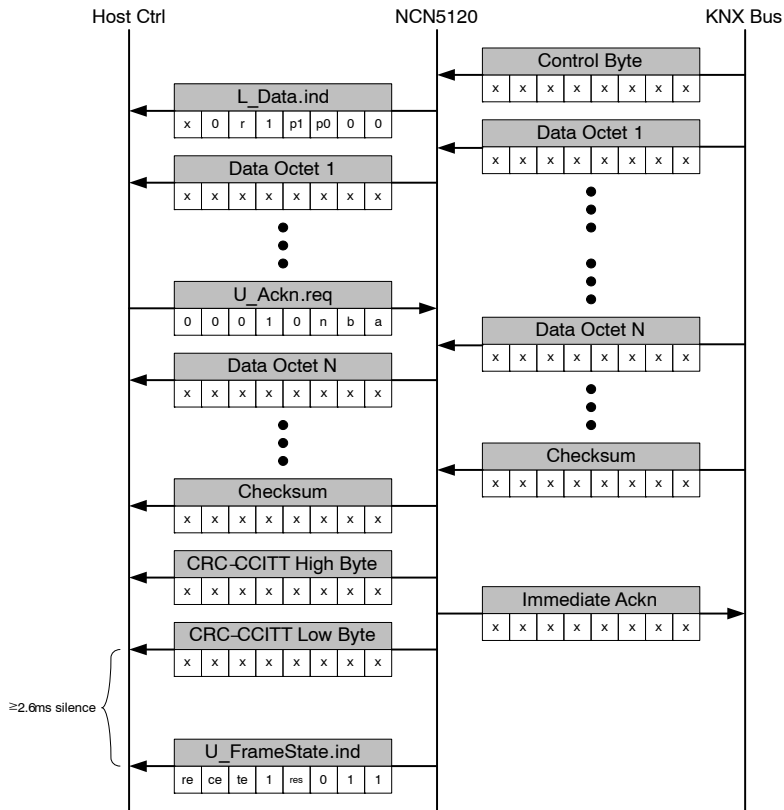 Host Ctrl NCN5120 KNX Bus
Control Byte
x x x x x x x x
L_Data.ind
x 0 r 1 p1 p0 0 0
Data Octet 1
x x x x x x x x
Data Octet 1
x x x x x x x x
U_Ackn.req
0 0 0 1 0 n b a
Data Octet N
x x x x x x x x
Data Octet N
x x x x x x x x
Checksum
x x x x x x x x
Checksum
x x x x x x x x
CRC-CCITT High Byte
x x x x x x x x
Immediate Ackn
x x x x x x x x
CRC-CCITT Low Byte
x x x x x x x x
≥2.6ms silence
U_FrameState.ind
re ce te 1 res 0 1 1